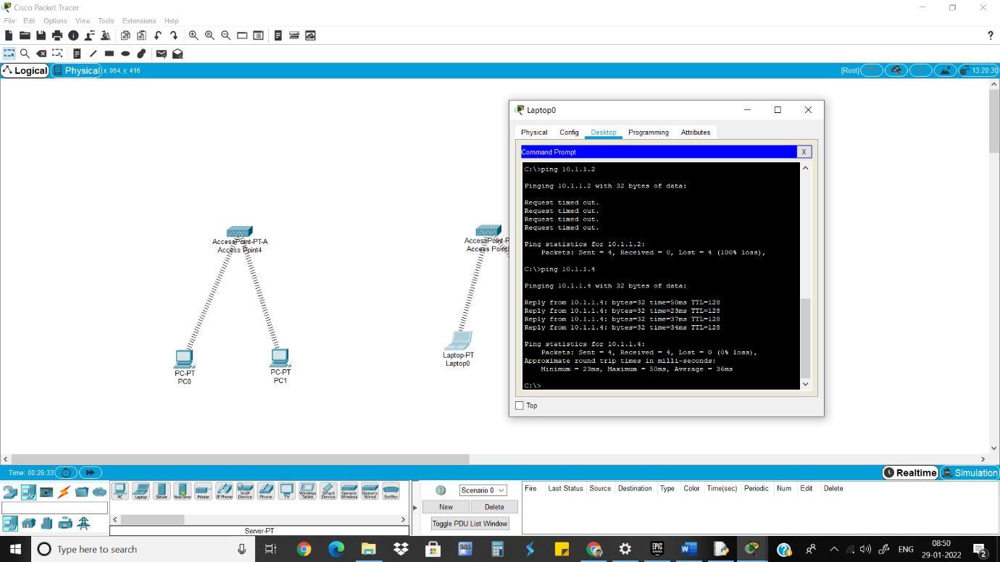 Cisco Packet Tracer
File Edit Options View Tools Extensions Help
?
Logical Physical x: 964, y: 416 [Root] 13:20:30
Laptop0
Physical Config Desktop Programming Attributes
Command Prompt X
C:\>ping 10.1.1.2
Pinging 10.1.1.2 with 32 bytes of data:
Request timed out.
Request timed out.
Request timed out.
Request timed out.
Ping statistics for 10.1.1.2:
Packets: Sent = 4, Received = 0, Lost = 4 (100% loss),
C:\>ping 10.1.1.4
Pinging 10.1.1.4 with 32 bytes of data:
Reply from 10.1.1.4: bytes=32 time=50ms TTL=128
Reply from 10.1.1.4: bytes=32 time=23ms TTL=128
Reply from 10.1.1.4: bytes=32 time=37ms TTL=128
Reply from 10.1.1.4: bytes=32 time=34ms TTL=128
Ping statistics for 10.1.1.4:
Packets: Sent = 4, Received = 4, Lost = 0 (0% loss),
Approximate round trip times in milli-seconds:
Minimum = 23ms, Maximum = 50ms, Average = 36ms
C:\>
Top
AccessPoint-PT-A
Access Point4
AccessPoint-P
Access Point
PC-PT
PC0
PC-PT
PC1
Laptop-PT
Laptop0
Time: 00:26:33 Realtime Simulation
PC Laptop Server Printer IP Phone VoIP Device Phone TV Wireless Tablet Smart Device Generic Wireless Generic Wired Sniffer
Server-PT
Scenario 0
New Delete
Toggle PDU List Window
Fire Last Status Source Destination Type Color Time(sec) Periodic Num Edit Delete
Type here to search
sas
EPIC GAMES
W
ENG
08:50
29-01-2022
2